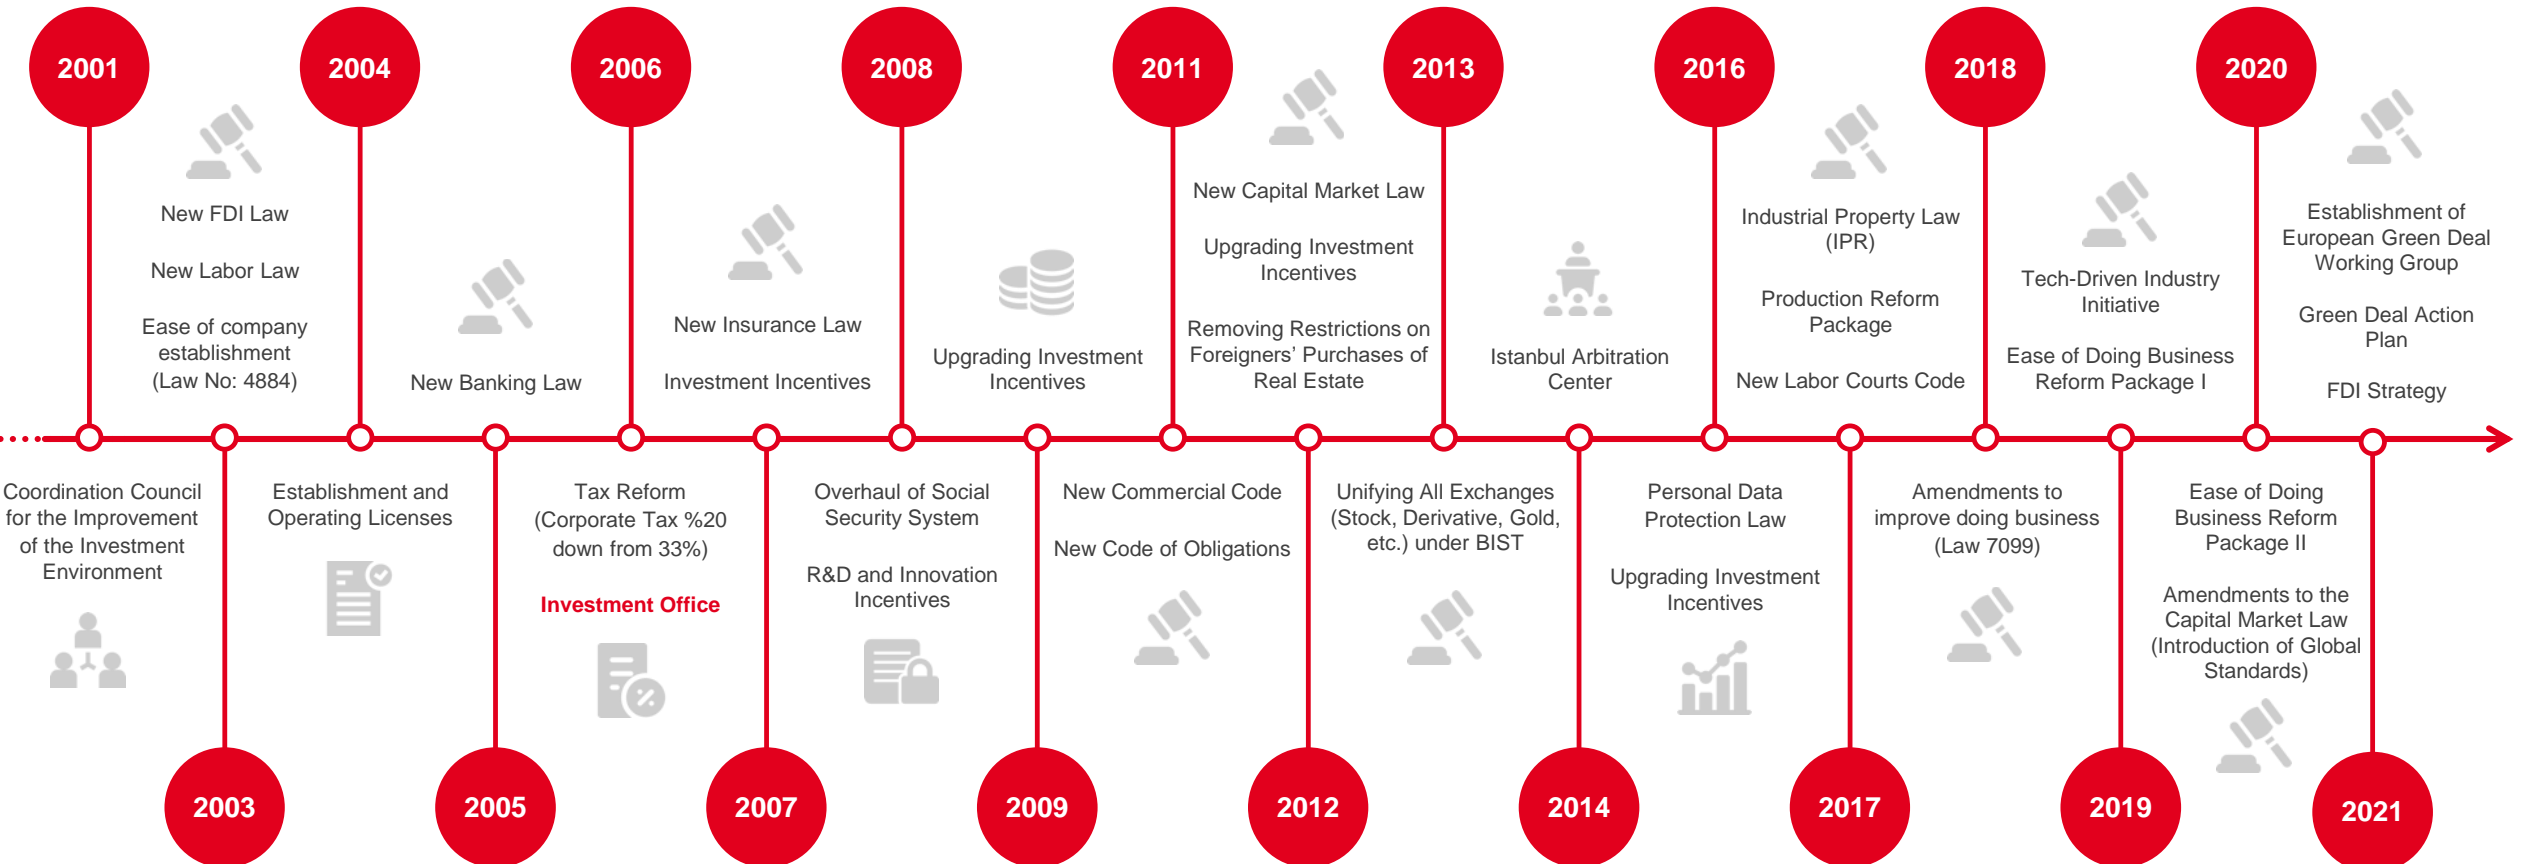 2001
2004
2006
2008
2011
2013
2016
2018
2020
New FDI Law
New Labor Law
Ease of company
establishment
(Law No: 4884)
New Banking Law
New Insurance Law
Investment Incentives
Upgrading Investment
Incentives
New Capital Market Law
Upgrading Investment
Incentives
Removing Restrictions on
Foreigners’ Purchases of
Real Estate
Istanbul Arbitration
Center
Industrial Property Law
(IPR)
Production Reform
Package
New Labor Courts Code
Tech-Driven Industry
Initiative
Ease of Doing Business
Reform Package I
Establishment of
European Green Deal
Working Group
Green Deal Action
Plan
FDI Strategy
Coordination Council
for the Improvement
of the Investment
Environment
Establishment and
Operating Licenses
Tax Reform
(Corporate Tax %20
down from 33%)
Investment Office
Overhaul of Social
Security System
R&D and Innovation
Incentives
New Commercial Code
New Code of Obligations
Unifying All Exchanges
(Stock, Derivative, Gold,
etc.) under BIST
Personal Data
Protection Law
Upgrading Investment
Incentives
Amendments to
improve doing business
(Law 7099)
Ease of Doing
Business Reform
Package II
Amendments to the
Capital Market Law
(Introduction of Global
Standards)
2003
2005
2007
2009
2012
2014
2017
2019
2021